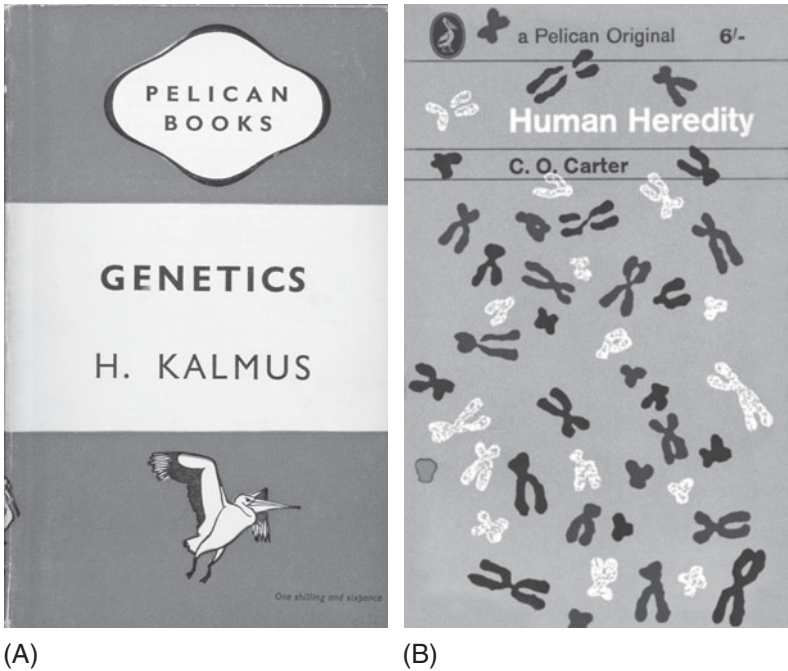 PELICAN
BOOKS
GENETICS
H. KALMUS
One shilling and sixpence
a Pelican Original 6/-
Human Heredity
C. O. Carter
(A)
(B)